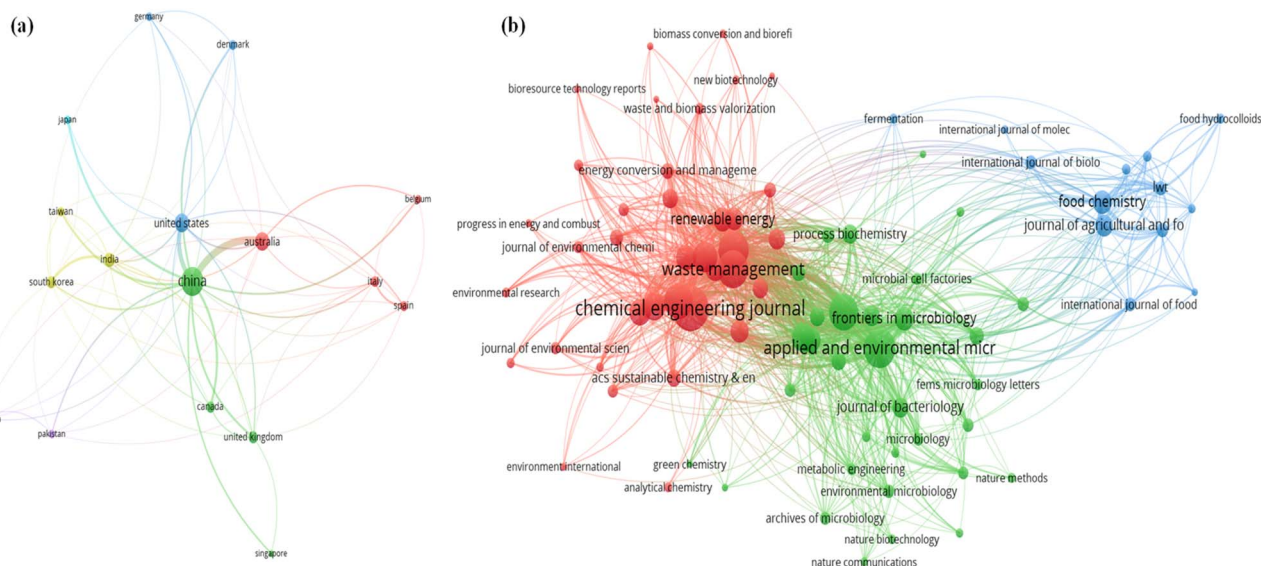 (a)
germany
denmark
japan
taiwan
united states
belgium
australia
india
south korea
china
italy
spain
canada
united kingdom
pakistan
singapore
(b)
biomass conversion and biorefi
new biotechnology
bioresource technology reports
waste and biomass valorization
fermentation
food hydrocolloids
international journal of molec
international journal of biolo
energy conversion and manageme
lwt
food chemistry
renewable energy
progress in energy and combust
journal of agricultural and fo
process biochemistry
journal of environmental chemi
waste management
microbial cell factories
environmental research
international journal of food
chemical engineering journal
frontiers in microbiology
journal of environmental scien
applied and environmental micr
acs sustainable chemistry & en
fems microbiology letters
journal of bacteriology
microbiology
environment international
green chemistry
metabolic engineering
nature methods
analytical chemistry
environmental microbiology
archives of microbiology
nature biotechnology
nature communications